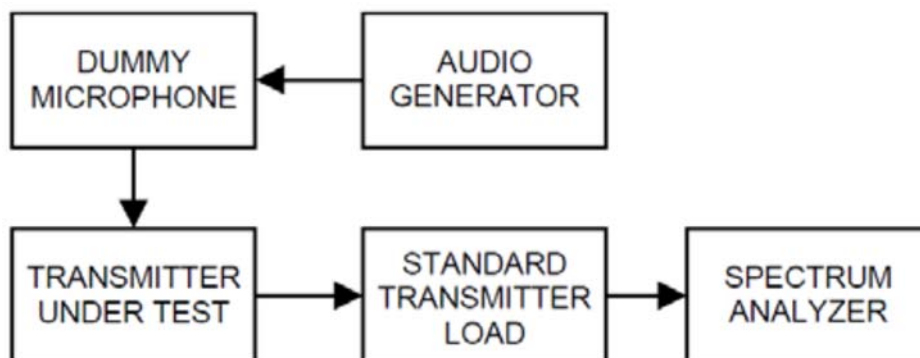 DUMMY
MICROPHONE
AUDIO
GENERATOR
TRANSMITTER
UNDER TEST
STANDARD
TRANSMITTER
LOAD
SPECTRUM
ANALYZER